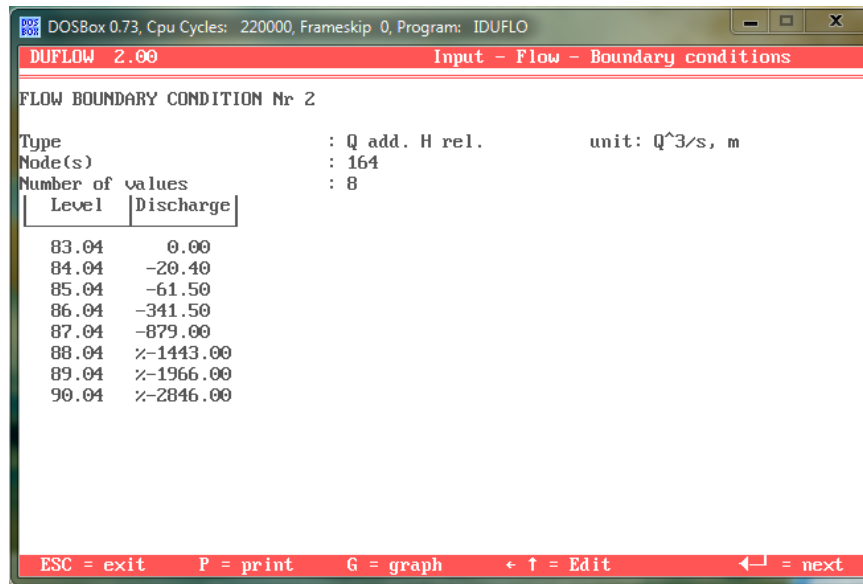 DOS BOX DOSBox 0.73, Cpu Cycles: 220000, Frameskip 0, Program: IDUFLO
DUFLOW 2.00 Input - Flow - Boundary conditions
FLOW BOUNDARY CONDITION Nr 2
Type : Q add. H rel. unit: Q^3/s, m
Node(s) : 164
Number of values : 8
Level Discharge
83.04 0.00
84.04 -20.40
85.04 -61.50
86.04 -341.50
87.04 -879.00
88.04 %-1443.00
89.04 %-1966.00
90.04 %-2846.00
ESC = exit P = print G = graph ← ↑ = Edit ◄─┘ = next